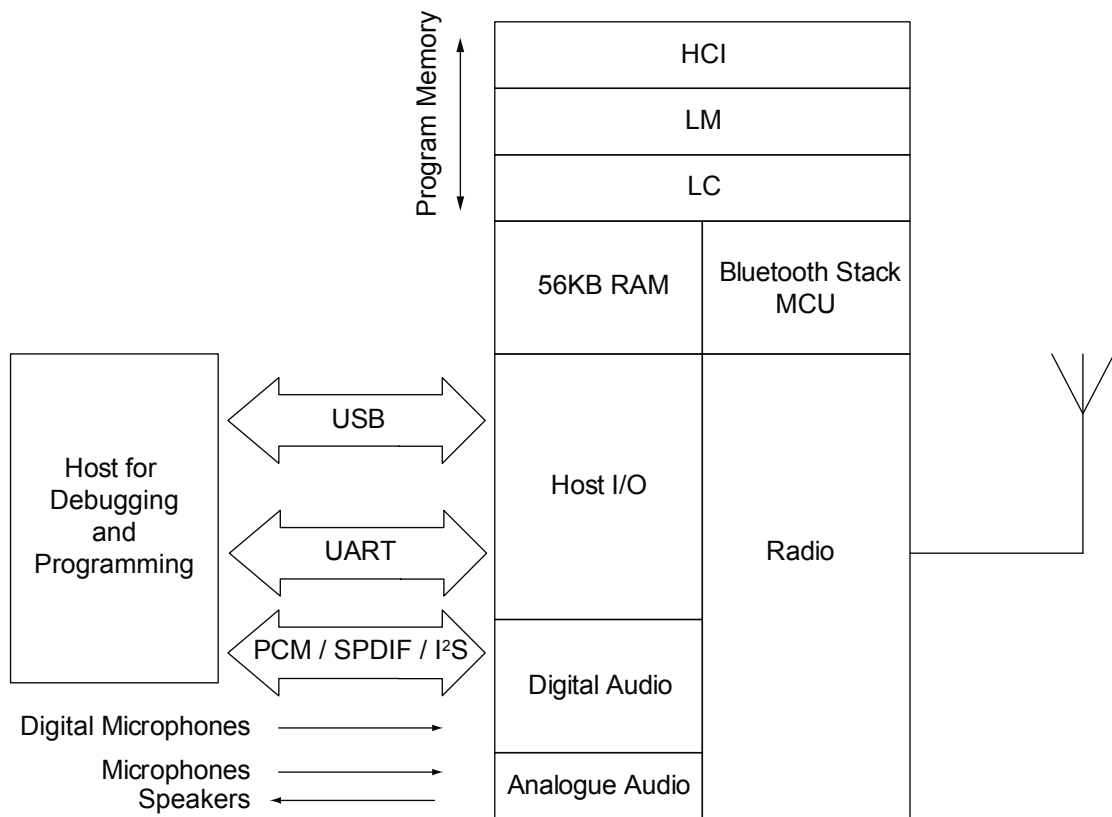 Program Memory
HCI
LM
LC
56KB RAM
Bluetooth Stack
MCU
Host for
Debugging
and
Programming
USB
UART
PCM / SPDIF / I²S
Host I/O
Radio
Digital Audio
Digital Microphones
Microphones
Speakers
Analogue Audio